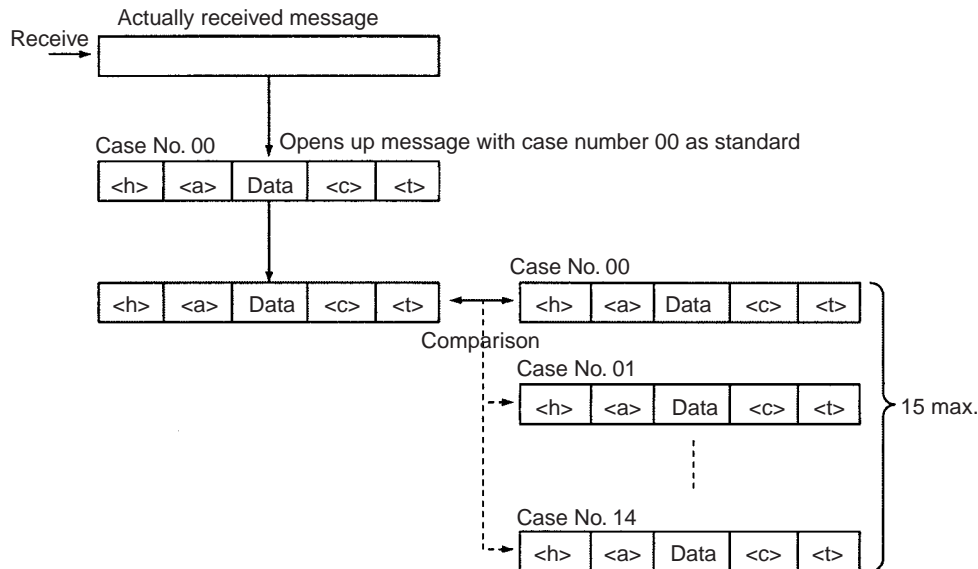 Actually received message
Receive
Opens up message with case number 00 as standard
Case No. 00
<h> <a> Data <c> <t>
Case No. 00
<h> <a> Data <c> <t> <h> <a> Data <c> <t>
Comparison
Case No. 01
<h> <a> Data <c> <t> 15 max.
Case No. 14
<h> <a> Data <c> <t>